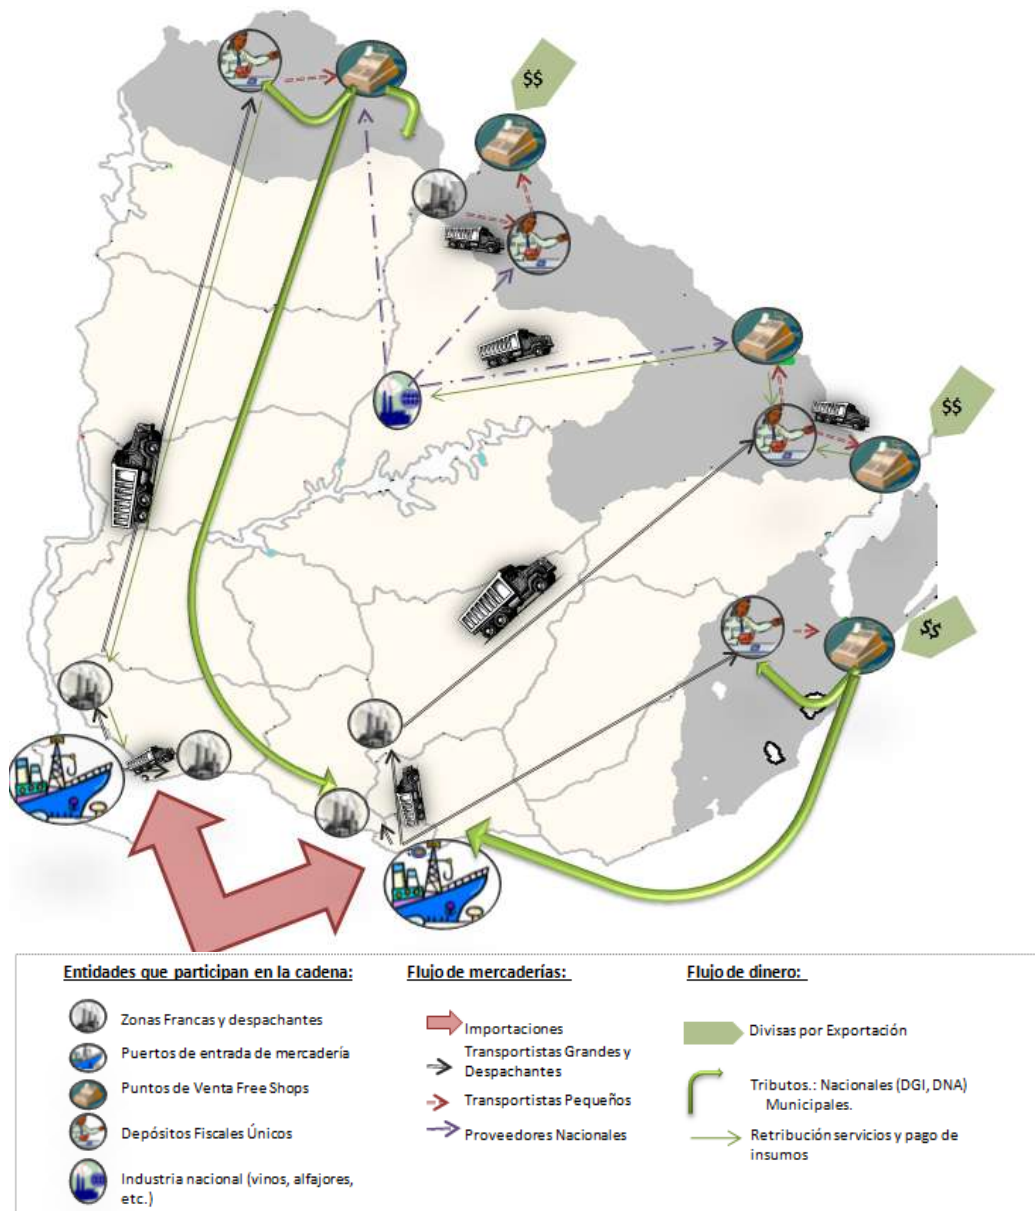 $$
$$
$$
Entidades que participan en la cadena:
Zonas Francas y despachantes
Puertos de entrada de mercadería
Puntos de Venta Free Shops
Depósitos Fiscales Únicos
Industria nacional (vinos, alfajores,
etc.)
Flujo de mercaderías:
Importaciones
Transportistas Grandes y
Despachantes
Transportistas Pequeños
Proveedores Nacionales
Flujo de dinero:
Divisas por Exportación
Tributos.: Nacionales (DGI, DNA)
Municipales.
Retribución servicios y pago de
insumos